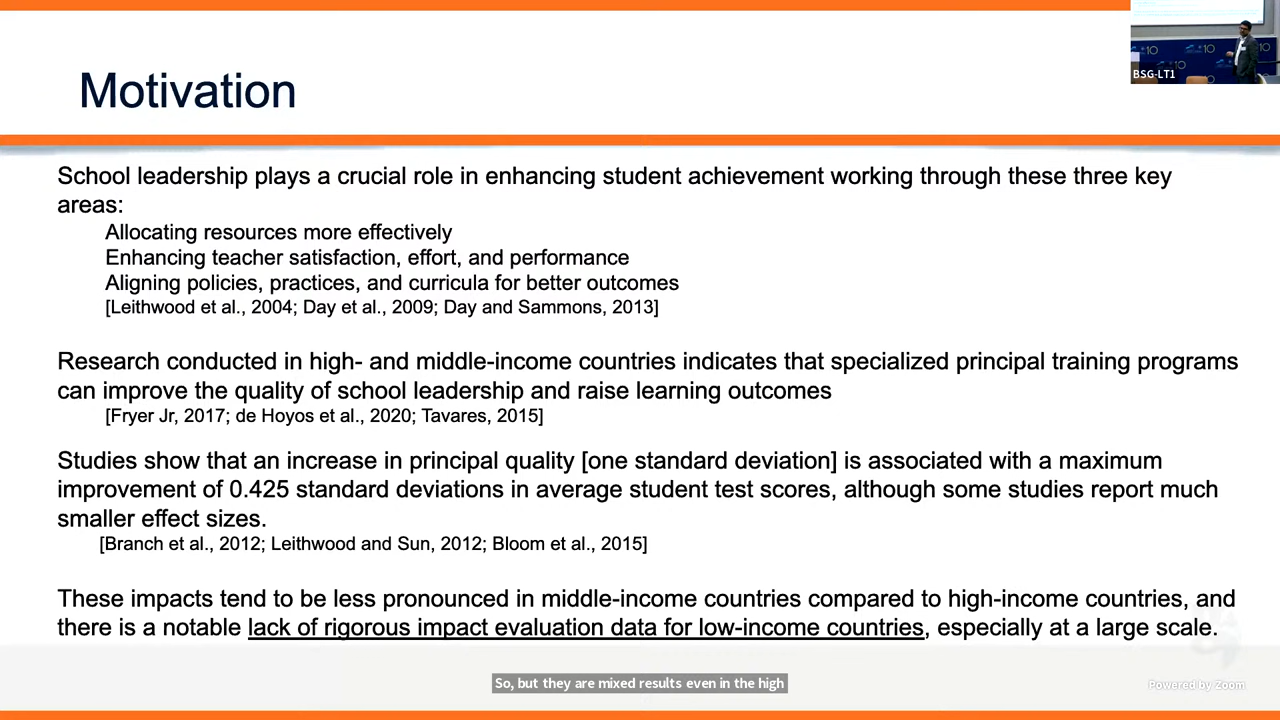 Motivation
BSG-LT1
School leadership plays a crucial role in enhancing student achievement working through these three key
areas:
Allocating resources more effectively
Enhancing teacher satisfaction, effort, and performance
Aligning policies, practices, and curricula for better outcomes
[Leithwood et al., 2004; Day et al., 2009; Day and Sammons, 2013]
Research conducted in high- and middle-income countries indicates that specialized principal training programs
can improve the quality of school leadership and raise learning outcomes
[Fryer Jr, 2017; de Hoyos et al., 2020; Tavares, 2015]
Studies show that an increase in principal quality [one standard deviation] is associated with a maximum
improvement of 0.425 standard deviations in average student test scores, although some studies report much
smaller effect sizes.
[Branch et al., 2012; Leithwood and Sun, 2012; Bloom et al., 2015]
These impacts tend to be less pronounced in middle-income countries compared to high-income countries, and
there is a notable lack of rigorous impact evaluation data for low-income countries, especially at a large scale.
So, but they are mixed results even in the high
Powered by Zoom